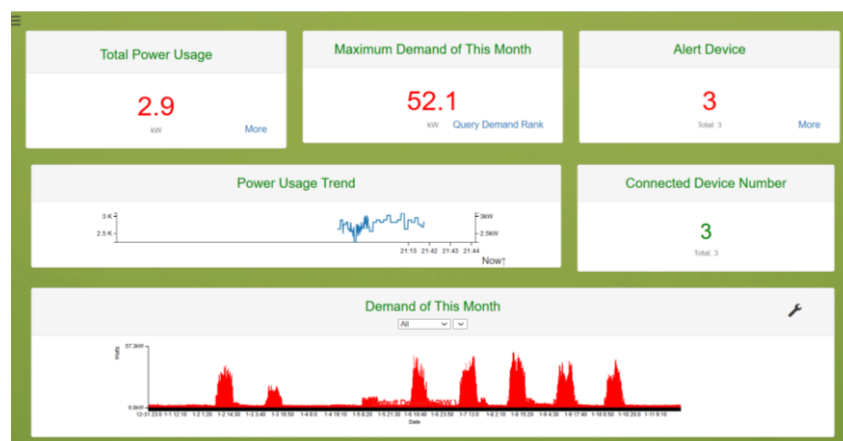 Total Power Usage
2.9
kW
More
Maximum Demand of This Month
52.1
kW
Query Demand Rank
Alert Device
3
Total: 3
More
Power Usage Trend
3 K
2.5 K
3kW
2.5kW
21:13 21:42 21:43 21:44
Now↑
Connected Device Number
3
Total: 3
Demand of This Month
All
Watts
57.3kW
Date